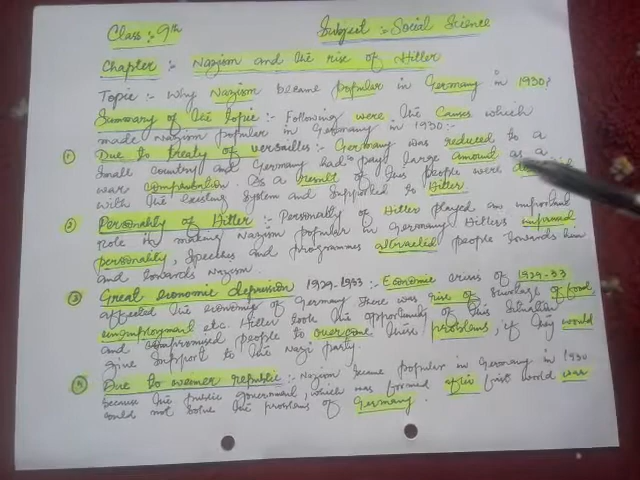 Class :- 9th
Subject :- Social Science
Chapter :- Nazism and the rise of Hitler
Topic :- Why Nazism became popular in Germany in 1930?
Summary of the topic :- Following were the causes which
made Nazism popular in Germany in 1930:-
① Due to treaty of versailles :- Germany was reduced to a
small country and Germany had to pay large amount as a
war compensation. As a result of this people were
with the existing system and supported to Hitler
② Personality of Hitler :- Personality of Hitler played an important
role in making Nazism popular in Germany. Hitlers
personality, speeches and programmes attracted people towards him
and towards Nazism.
③ Great economic depression 1929-1933 :- Economic crises of 1929-33
affected the economy of Germany. There was rise of shortage of food,
unemployment etc. Hitler took the opportunity of this situation
and people to overcome these problems, if they would
give support to the Nazi party.
④ Due to weimer republic :- Nazism became popular in Germany in 1930
because the public government, which was formed after first world war
could not solve the problems of Germany.